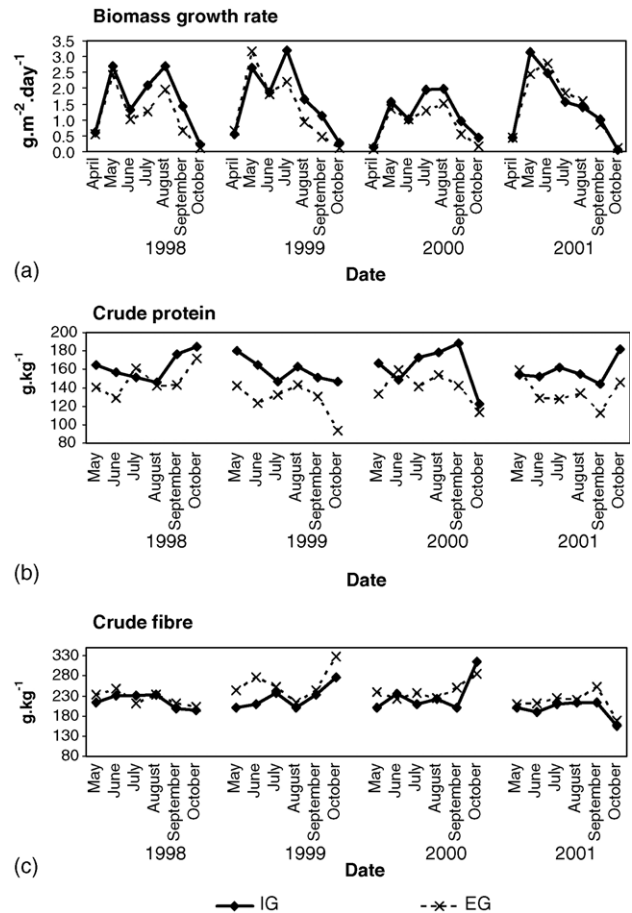 Biomass growth rate
g.m⁻².day⁻¹
3.5
3.0
2.5
2.0
1.5
1.0
0.5
0.0
April May June July August September October April May June July August September October April May June July August September October April May June July August September October
1998 1999 2000 2001
(a)
Date
Crude protein
g.kg⁻¹
200
180
160
140
120
100
80
May June July August September October May June July August September October May June July August September October May June July August September October
1998 1999 2000 2001
(b)
Date
Crude fibre
g.kg⁻¹
330
280
230
180
130
80
May June July August September October May June July August September October May June July August September October May June July August September October
1998 1999 2000 2001
(c)
Date
IG EG